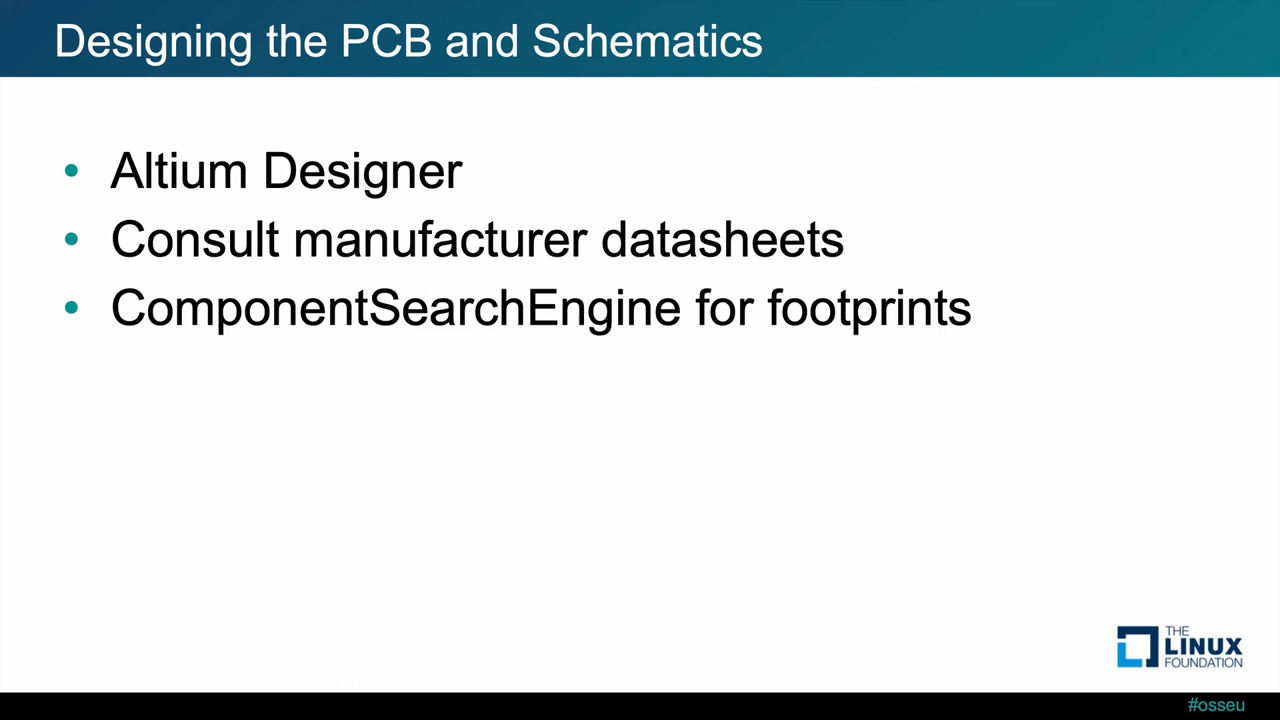 Designing the PCB and Schematics
• Altium Designer
• Consult manufacturer datasheets
• ComponentSearchEngine for footprints
THE
LINUX
FOUNDATION
#osseu